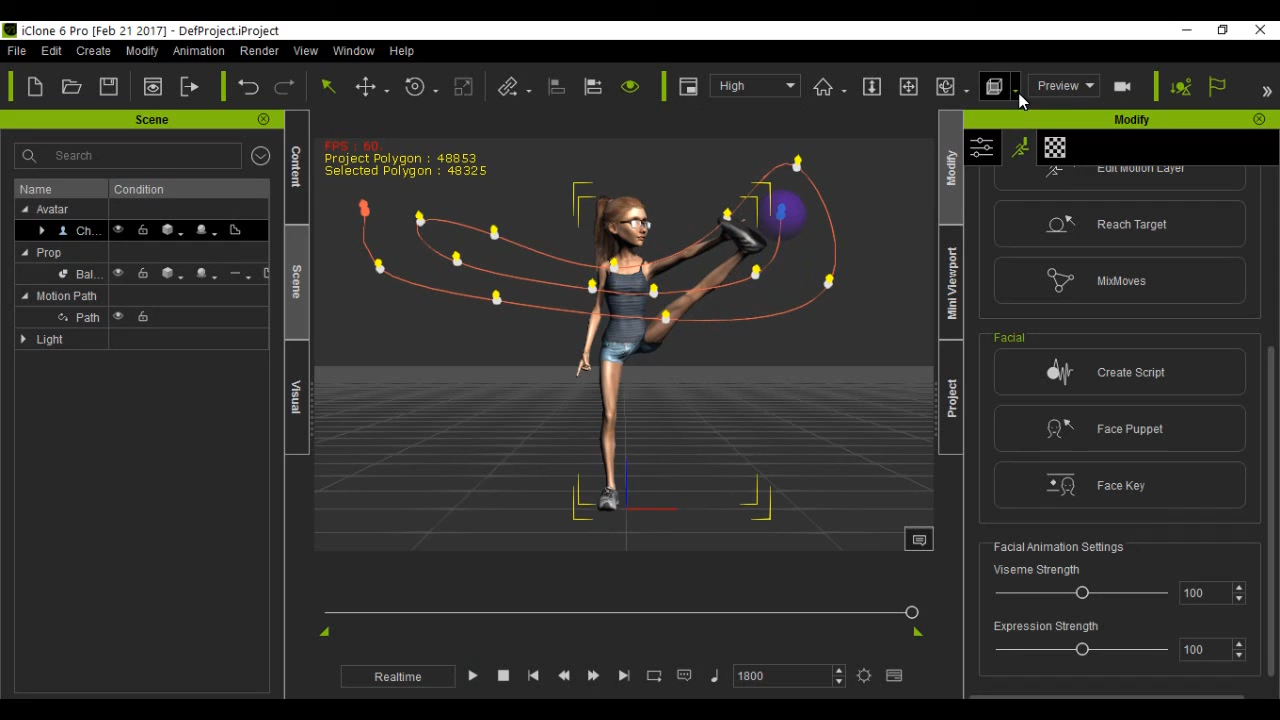 iClone 6 Pro [Feb 21 2017] - DefProject.iProject
File Edit Create Modify Animation Render View Window Help
High
Preview
Scene
Search
Name Condition
Avatar
Ch...
Prop
Bal...
Motion Path
Path
Light
Content
Scene
Visual
FPS : 60.
Project Polygon : 48853
Selected Polygon : 48325
Realtime
1800
Modify
Mini Viewport
Project
Modify
Edit Motion Layer
Reach Target
MixMoves
Facial
Create Script
Face Puppet
Face Key
Facial Animation Settings
Viseme Strength
100
Expression Strength
100